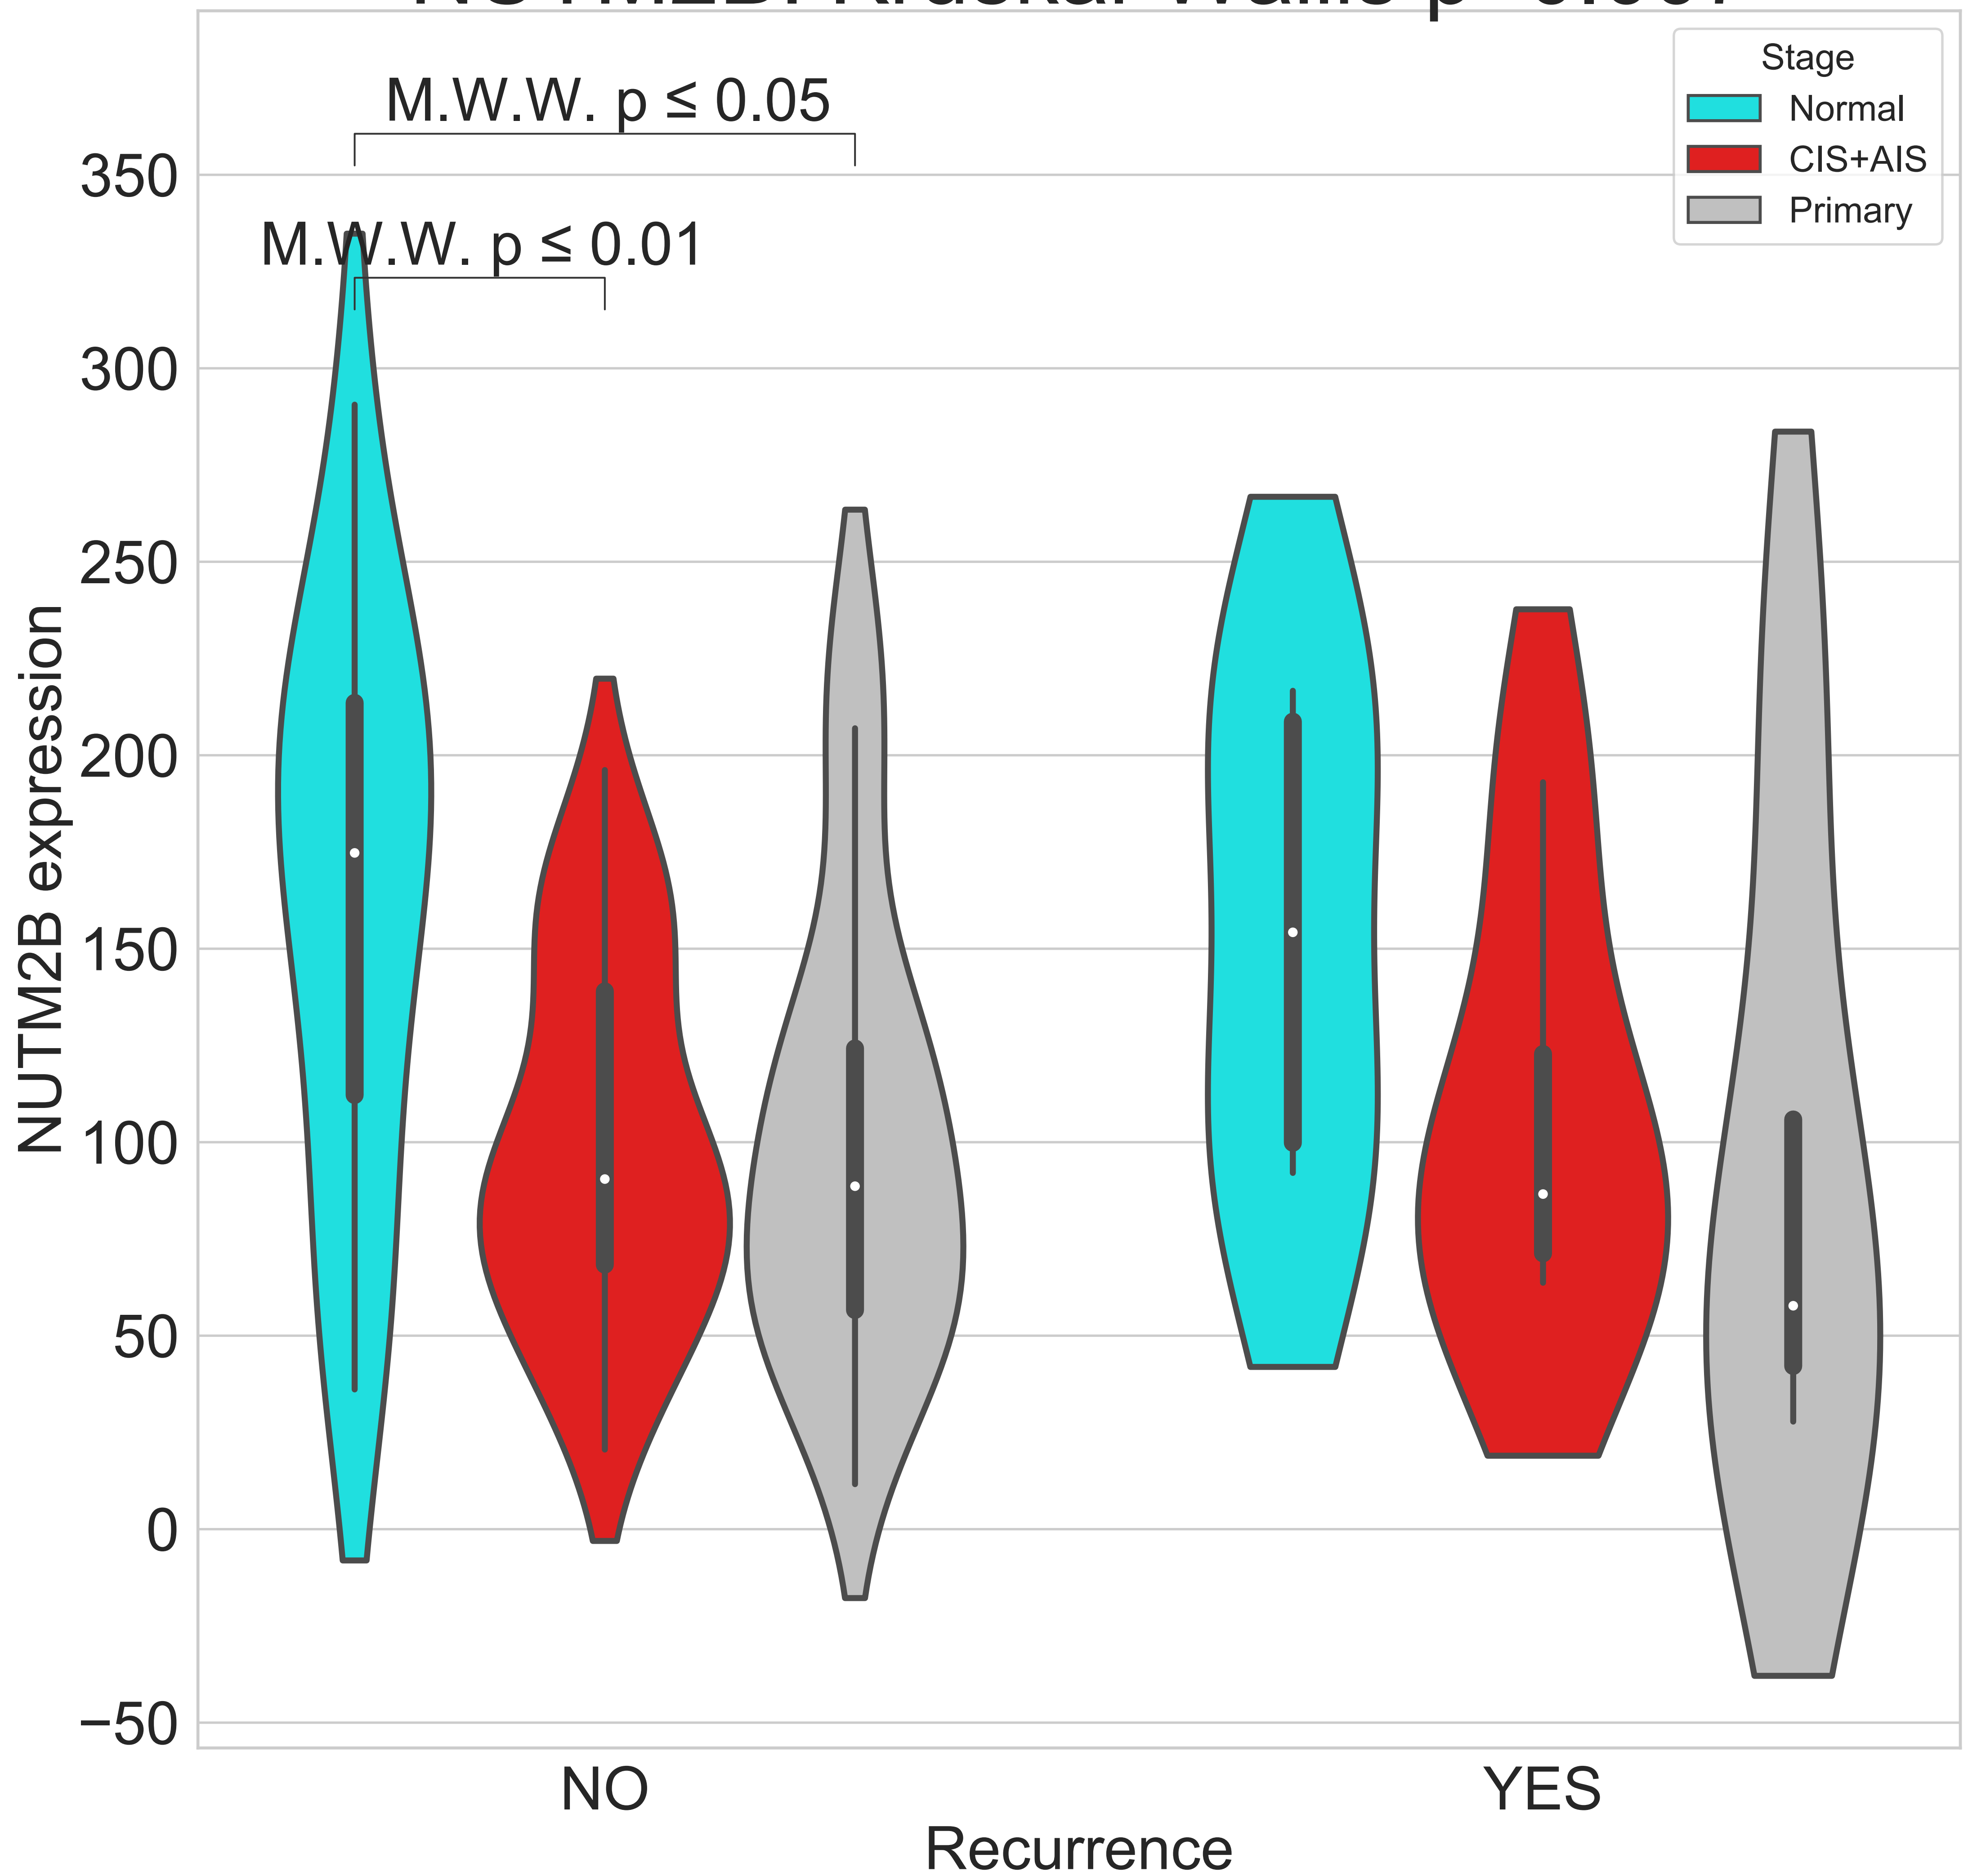 M.W.W. p ≤ 0.05
M.W.W. p ≤ 0.01
Stage
Normal
CIS+AIS
Primary
350
300
250
200
150
100
50
0
−50
NUTM2B expression
NO
YES
Recurrence